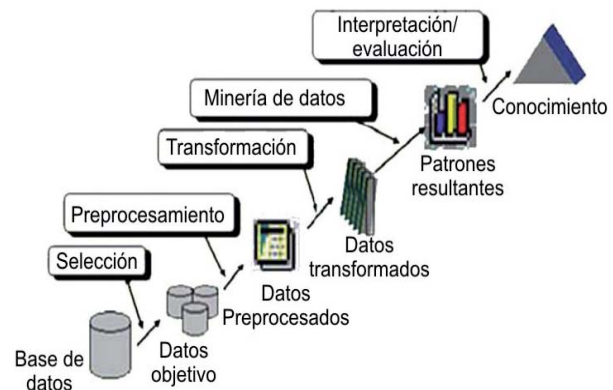 Interpretación/
evaluación
Minería de datos
Conocimiento
Transformación
Patrones
resultantes
Preprocesamiento
Datos
transformados
Selección
Datos
Preprocesados
Base de
datos
Datos
objetivo